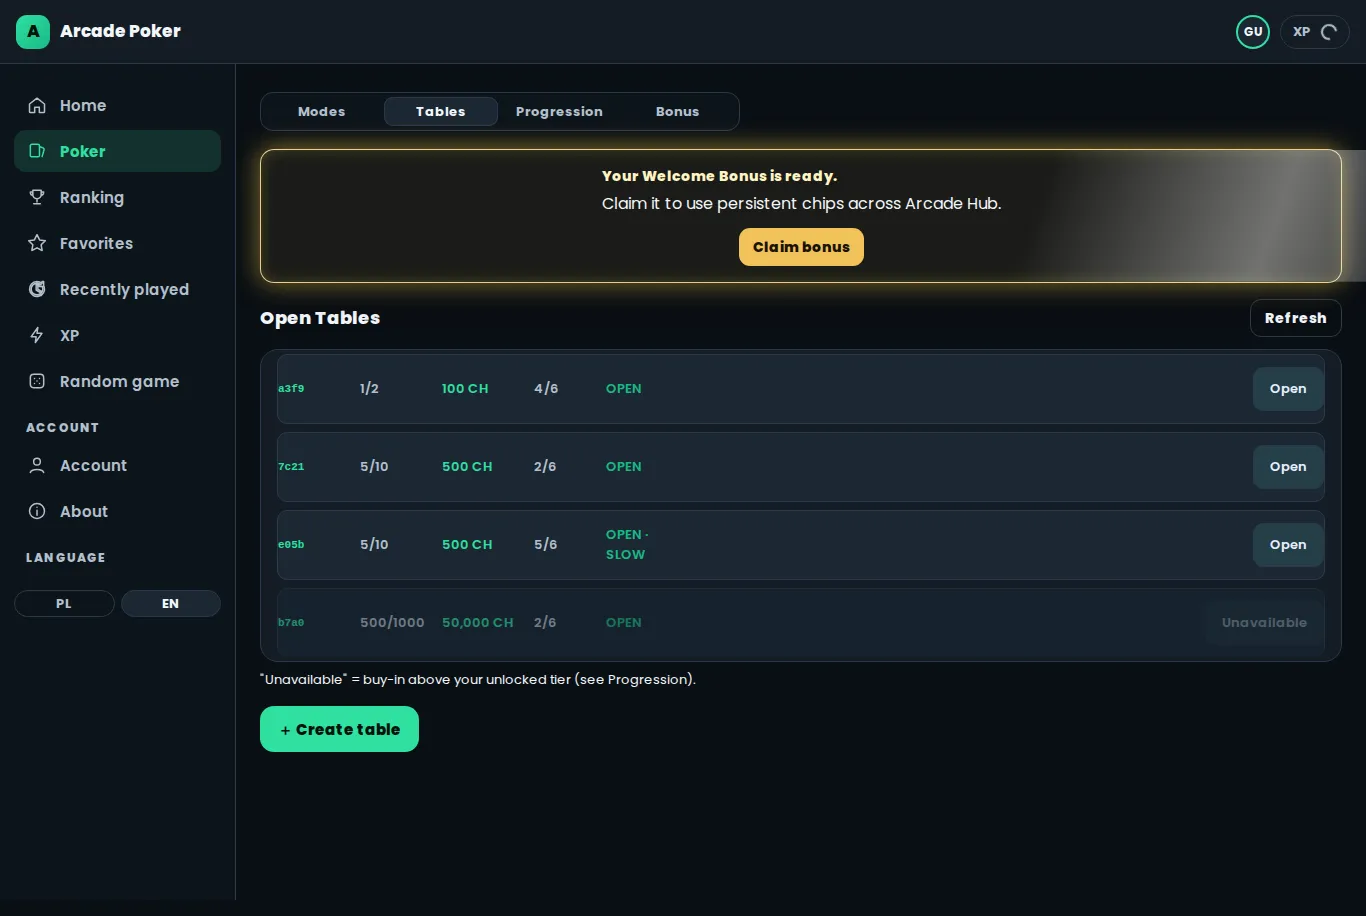 A Arcade Poker
GU
XP
Home
Poker
Ranking
Favorites
Recently played
XP
Random game
ACCOUNT
Account
About
LANGUAGE
PL EN
Modes Tables Progression Bonus
Your Welcome Bonus is ready.
Claim it to use persistent chips across Arcade Hub.
Claim bonus
Open Tables
Refresh
a3f9 1/2 100 CH 4/6 OPEN Open
7c21 5/10 500 CH 2/6 OPEN Open
e05b 5/10 500 CH 5/6 OPEN ·
SLOW Open
b7a0 500/1000 50,000 CH 2/6 OPEN Unavailable
"Unavailable" = buy-in above your unlocked tier (see Progression).
+ Create table